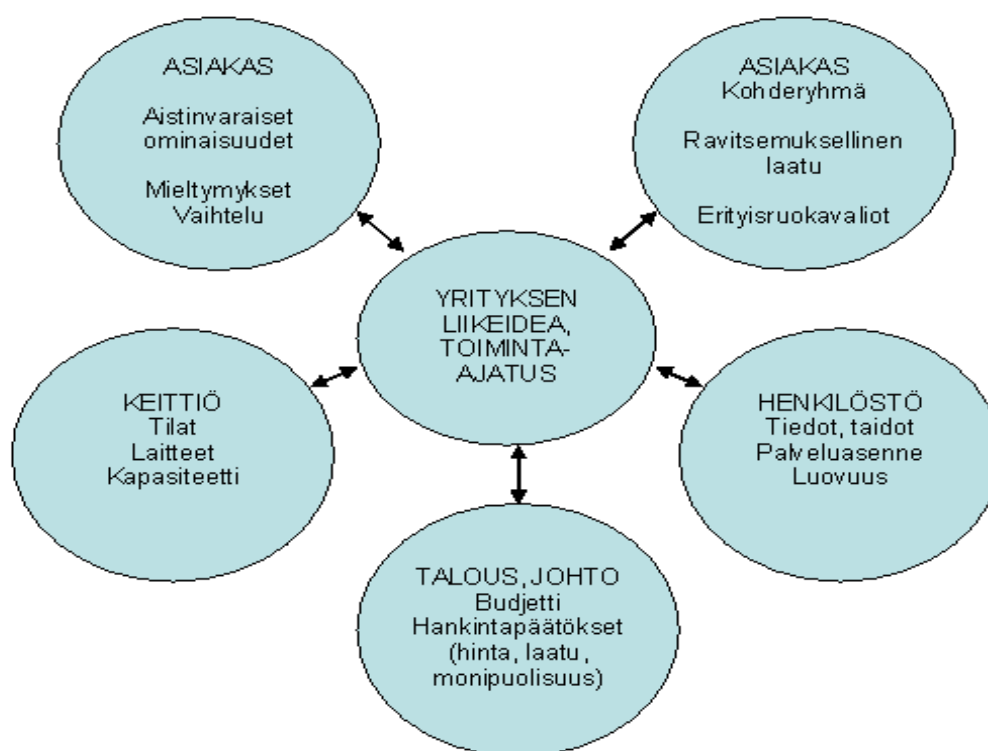 ASIAKAS
Aistinvaraiset
ominaisuudet
Mieltymykset
Vaihtelu
ASIAKAS
Kohderyhmä
Ravitsemuksellinen
laatu
Erityisruokavaliot
YRITYKSEN
LIIKEIDEA,
TOIMINTA-
AJATUS
KEITTIÖ
Tilat
Laitteet
Kapasiteetti
HENKILÖSTÖ
Tiedot, taidot
Palveluasenne
Luovuus
TALOUS, JOHTO
Budjetti
Hankintapäätökset
(hinta, laatu,
monipuolisuus)